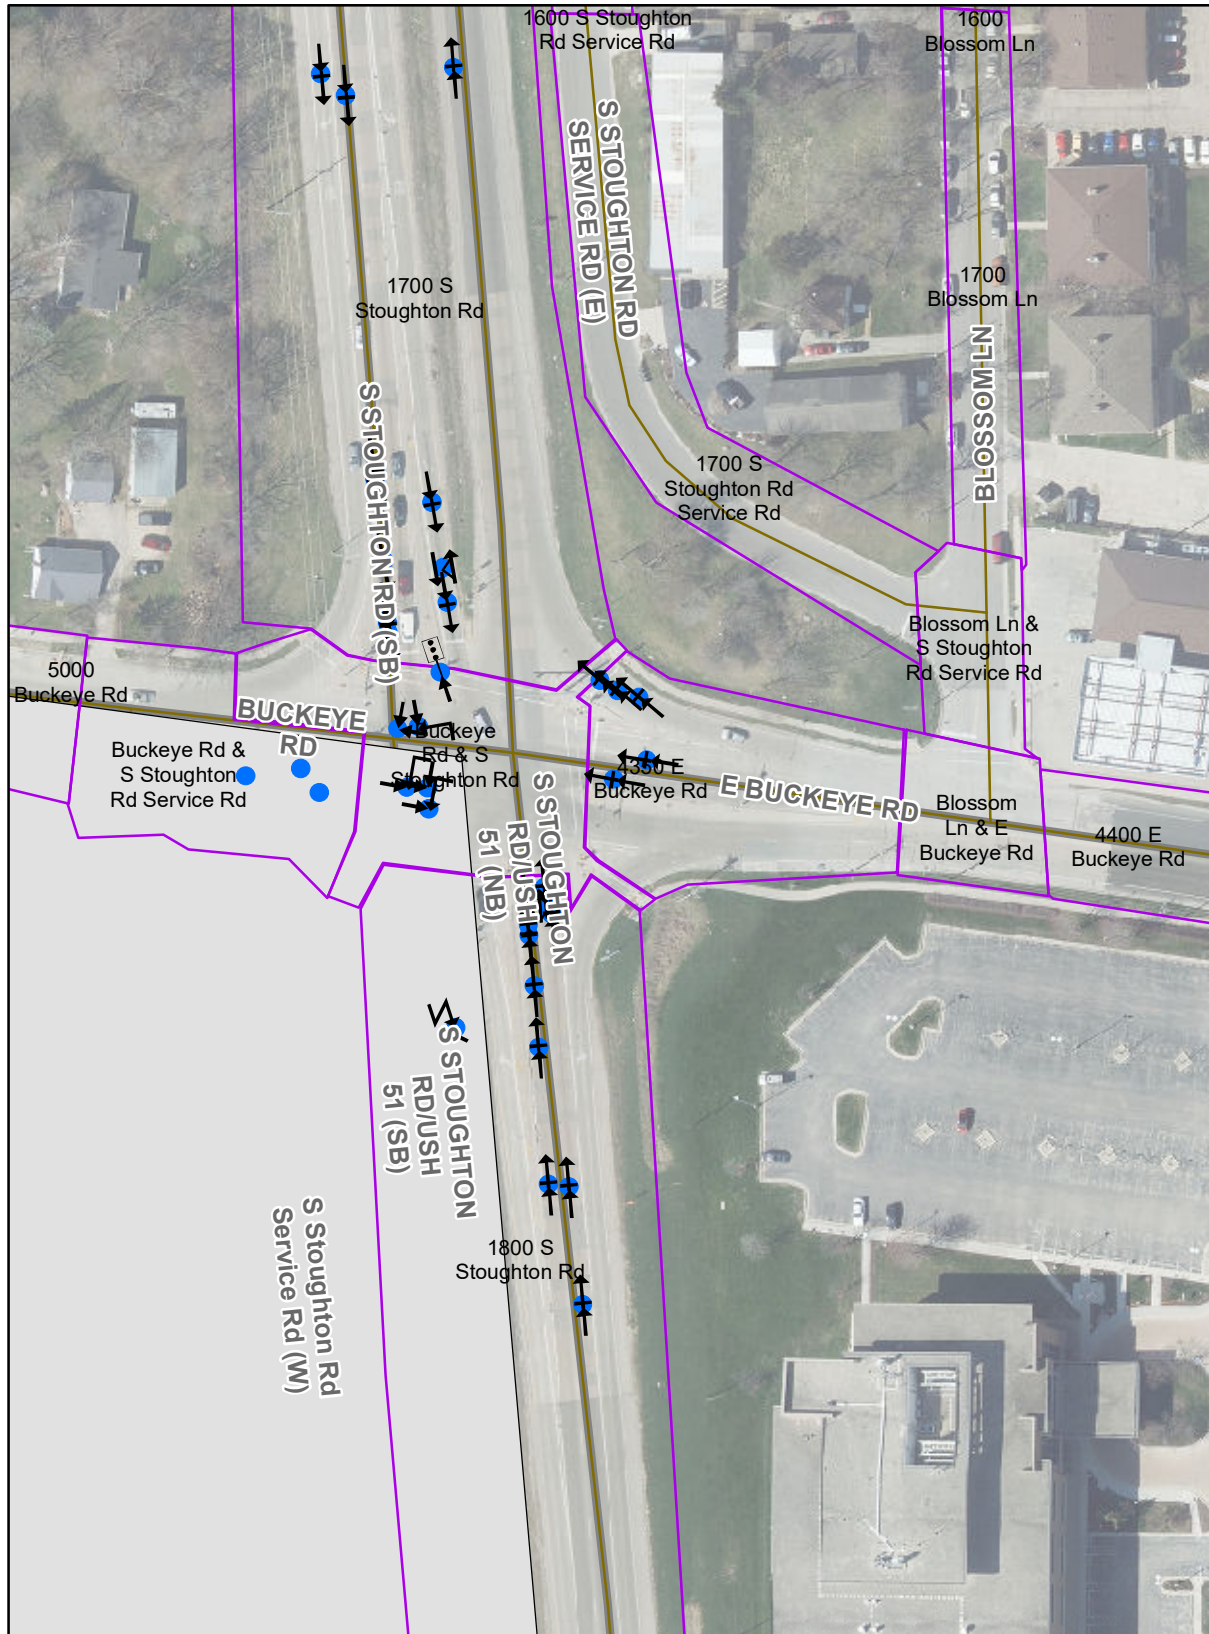 1600 S Stoughton
Rd Service Rd
1600
Blossom Ln
S STOUGHTON RD
SERVICE RD (E)
1700 S
Stoughton Rd
1700
Blossom Ln
BLOSSOM LN
S STOUGHTON RD (SB)
1700 S
Stoughton Rd
Service Rd
Blossom Ln &
S Stoughton
Rd Service Rd
5000
Buckeye Rd
BUCKEYE
RD
Buckeye Rd &
S Stoughton
Rd Service Rd
Buckeye
Rd & S
Stoughton Rd
4350 E
Buckeye Rd
E BUCKEYE RD
Blossom
Ln & E
Buckeye Rd
4400 E
Buckeye Rd
S STOUGHTON
RD/USH
51 (NB)
S STOUGHTON
RD/USH
51 (SB)
S Stoughton Rd
Service Rd (W)
1800 S
Stoughton Rd